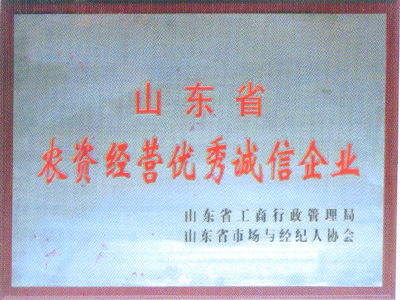 山东省
农资经营优秀诚信企业
山东省工商行政管理局
山东省市场与经纪人协会